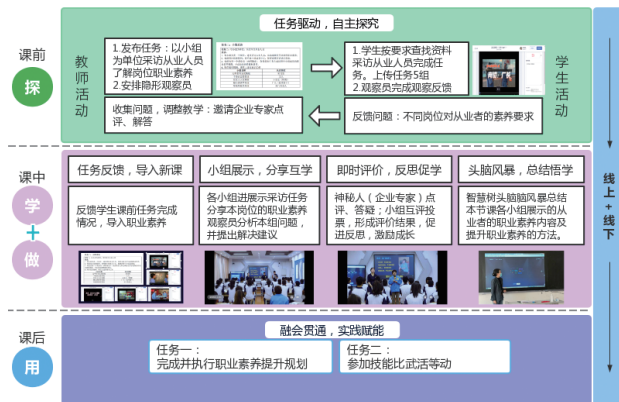 任务驱动，自主探究
课前
探
教师活动
1. 发布任务：以小组
为单位采访从业人员
了解岗位职业素养
2. 安排隐形观察员
1.学生按要求查找资料
采访从业人员完成任
务。上传任务5组
2.观察员完成观察反馈
学生活动
收集问题，调整教学：邀请企业专家点
评、解答
反馈问题：不同岗位对从业者的素养要求
课中
学
+
做
任务反馈，导入新课
小组展示，分享互学
即时评价，反思促学
头脑风暴，总结悟学
反馈学生课前任务完成
情况，导入职业素养
各小组进展示采访任务
分享本岗位的职业素养
观察员分析本组问题，
并提出解决建议
神秘人（企业专家）点
评、答疑；小组互评投
票，形成评价结果，促
进反思，激励成长
智慧树头脑脑风暴总结
本节课各小组展示的从
业者的职业素养内容及
提升职业素养的方法。
线上+线下
课后
用
融会贯通，实践赋能
任务一：
完成并执行职业素养提升规划
任务二：
参加技能比武活等动